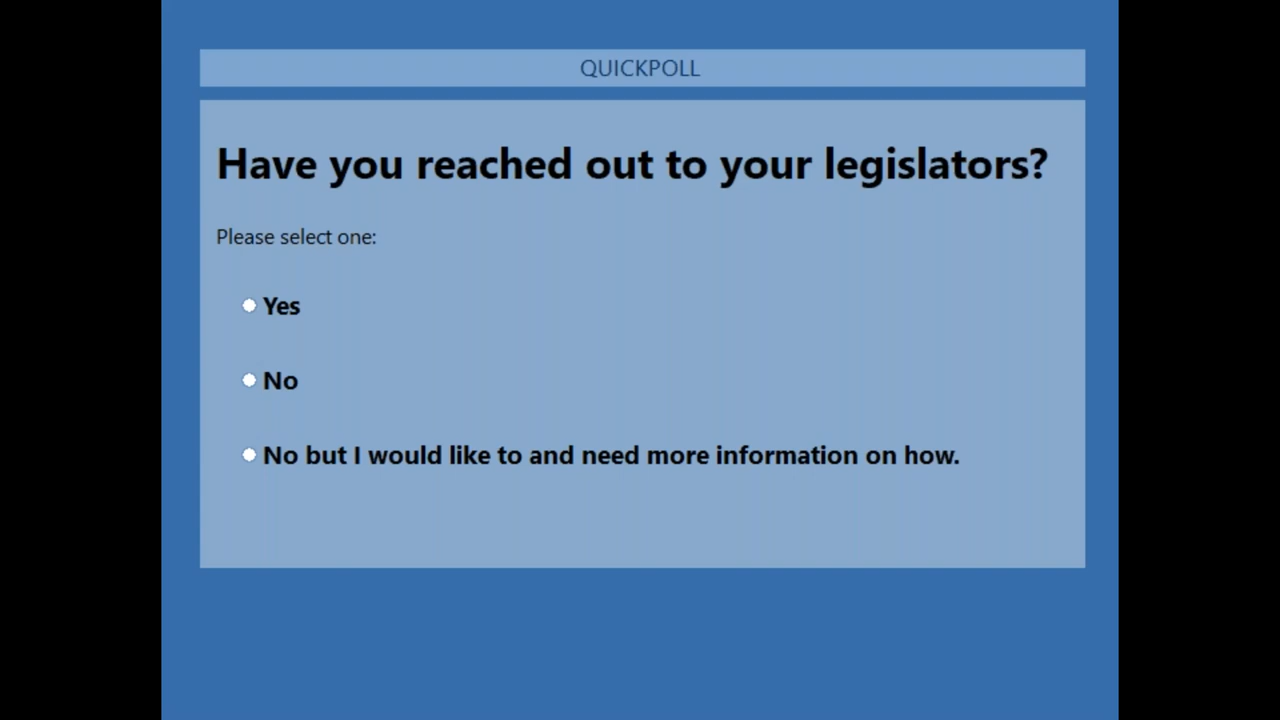 QUICKPOLL
Have you reached out to your legislators?
Please select one:
Yes
No
No but I would like to and need more information on how.